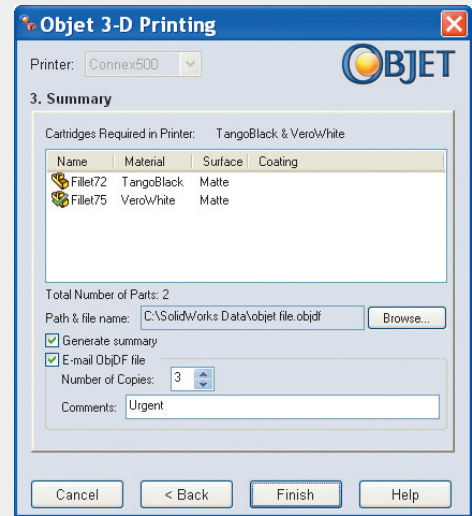 Objet 3-D Printing
Printer: Connex500
OBJET
3. Summary
Cartridges Required in Printer: TangoBlack & VeroWhite
Name Material Surface Coating
Fillet72 TangoBlack Matte
Fillet75 VeroWhite Matte
Total Number of Parts: 2
Path & file name: C:\SolidWorks Data\objet file.objdf Browse...
Generate summary
E-mail ObjDF file
Number of Copies: 3
Comments: Urgent
Cancel < Back Finish Help